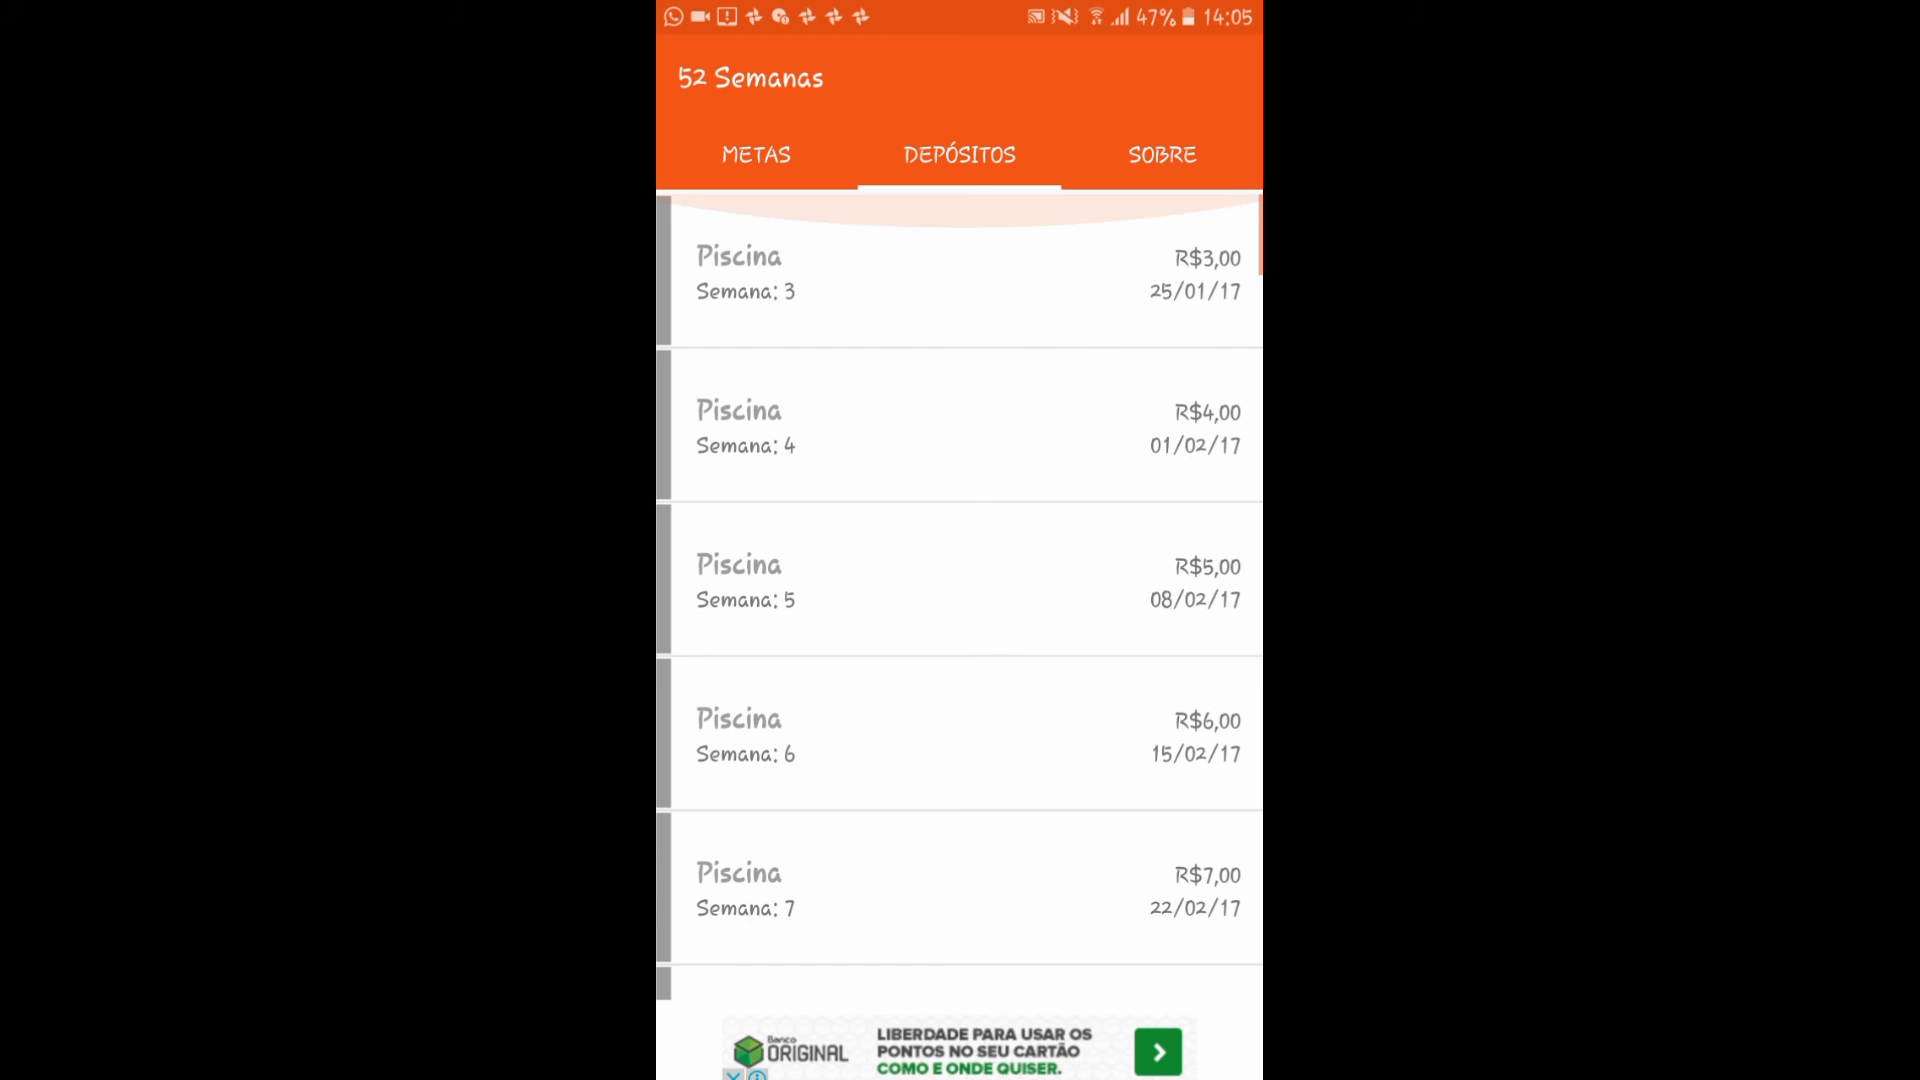 47% 14:05
52 Semanas
METAS DEPÓSITOS SOBRE
Piscina R$3,00
Semana: 3 25/01/17
Piscina R$4,00
Semana: 4 01/02/17
Piscina R$5,00
Semana: 5 08/02/17
Piscina R$6,00
Semana: 6 15/02/17
Piscina R$7,00
Semana: 7 22/02/17
Banco ORIGINAL
LIBERDADE PARA USAR OS
PONTOS NO SEU CARTÃO
COMO E ONDE QUISER.